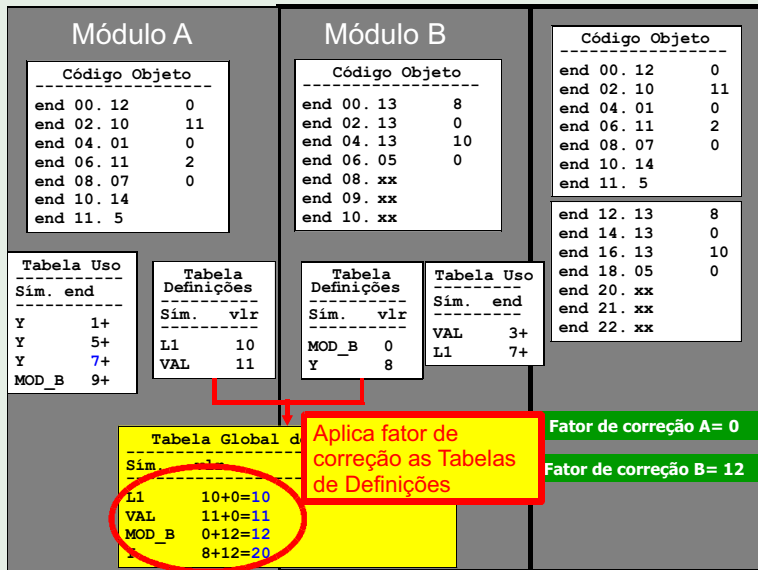 Módulo A
Código Objeto
------------------
end 00. 12 0
end 02. 10 11
end 04. 01 0
end 06. 11 2
end 08. 07 0
end 10. 14
end 11. 5
Tabela Uso
-----------
Sím. end
-----------
Y 1+
Y 5+
Y 7+
MOD_B 9+
Tabela
Definições
----------
Sím. vlr
----------
L1 10
VAL 11
Módulo B
Código Objeto
------------------
end 00. 13 8
end 02. 13 0
end 04. 13 10
end 06. 05 0
end 08. xx
end 09. xx
end 10. xx
Tabela
Definições
----------
Sím. vlr
----------
MOD_B 0
Y 8
Tabela Uso
---------
Sím. end
---------
VAL 3+
L1 7+
Código Objeto
-----------------
end 00. 12 0
end 02. 10 11
end 04. 01 0
end 06. 11 2
end 08. 07 0
end 10. 14
end 11. 5
end 12. 13 8
end 14. 13 0
end 16. 13 10
end 18. 05 0
end 20. xx
end 21. xx
end 22. xx
Tabela Global
Sím. vlr
L1 10+0=10
VAL 11+0=11
MOD_B 0+12=12
8+12=20
Aplica fator de
correção as Tabelas
de Definições
Fator de correção A= 0
Fator de correção B= 12